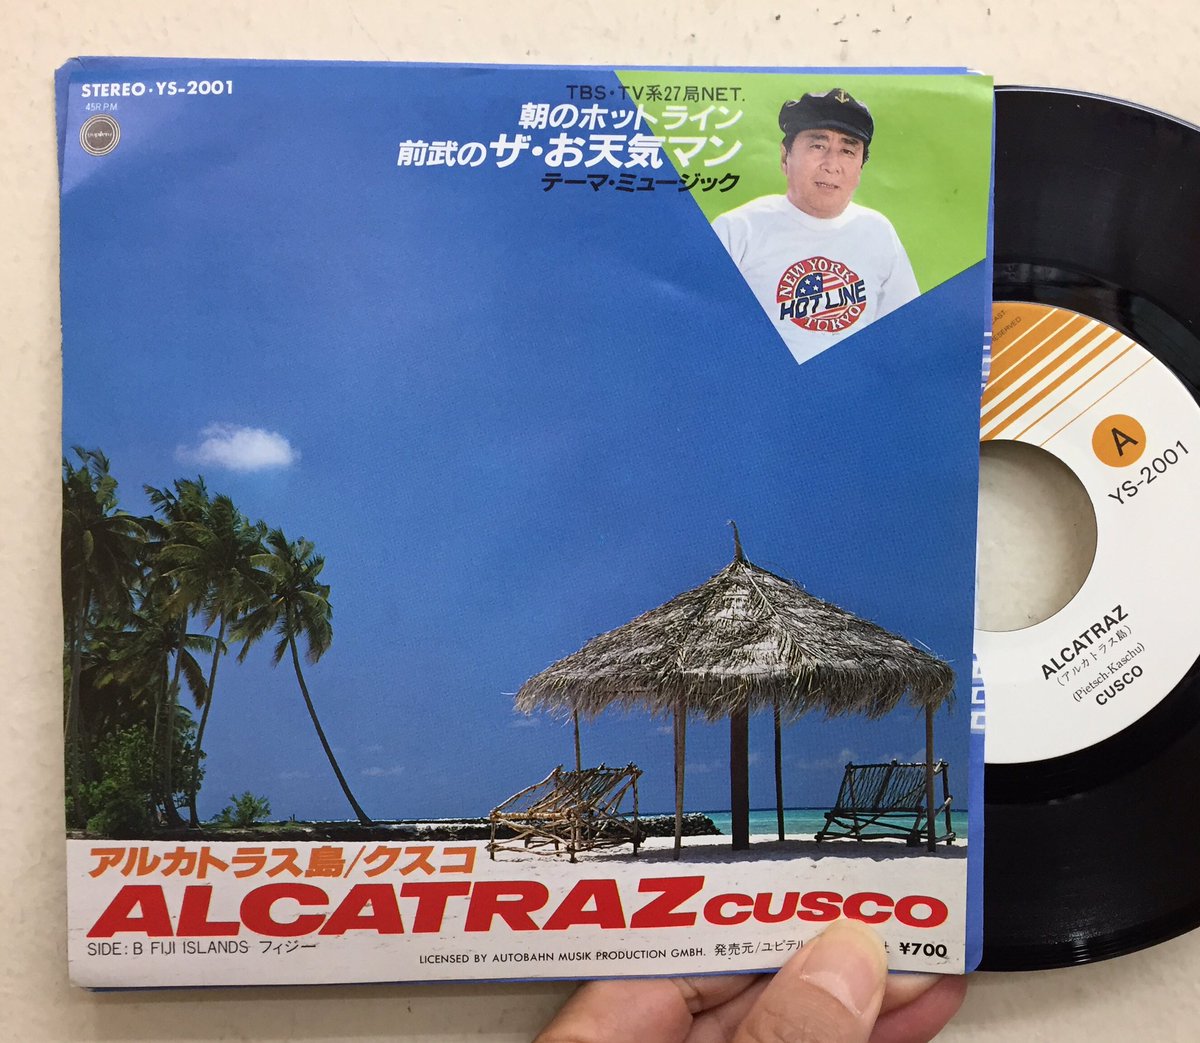 STEREO・YS-2001
45R.P.M.
TBS・TV系27局NET.
朝のホットライン
前武のザ・お天気マン
テーマ・ミュージック
NEW YORK
HOT LINE
TOKYO
アルカトラス島/クスコ
ALCATRAZ CUSCO
SIDE: B FIJI ISLANDS フィジー
LICENSED BY AUTOBAHN MUSIK PRODUCTION GMBH. 発売元/ユピテル
¥700
A
YS-2001
ALCATRAZ
(アルカトラス島)
(Pietsch-Kaschu)
CUSCO